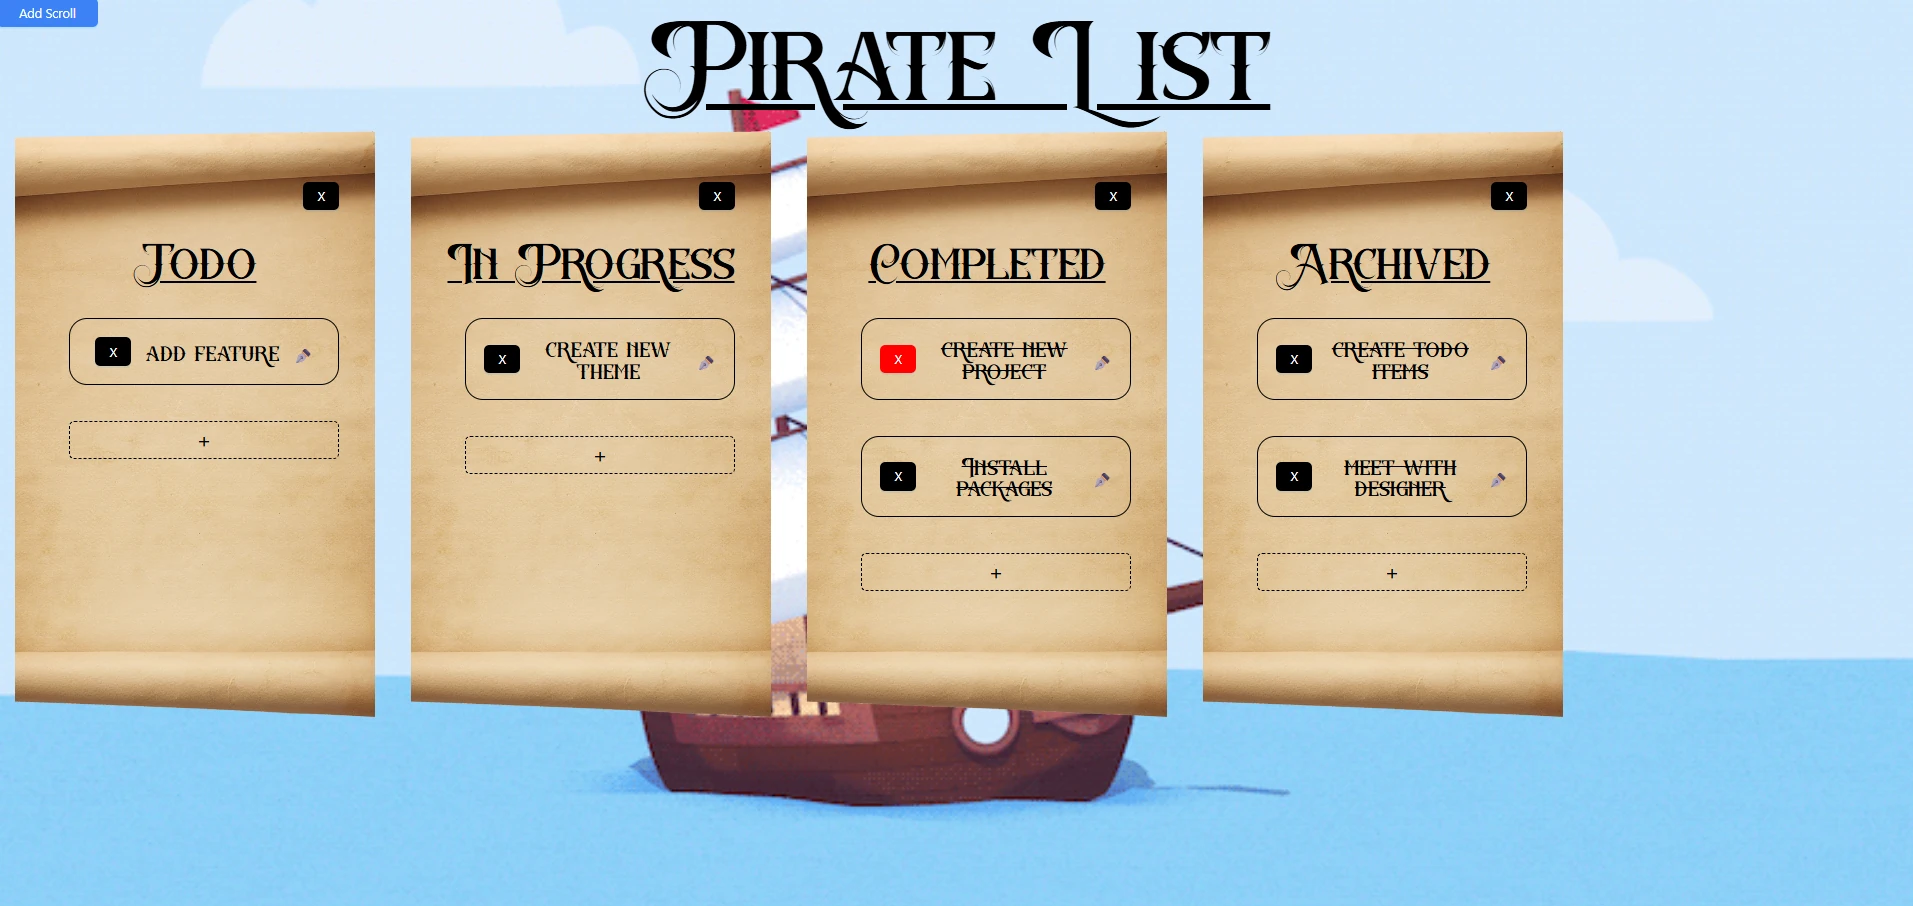 Add Scroll
Pirate List
X
Todo
X
add feature
+
X
In Progress
X
create new
theme
+
X
Completed
X
create new
project
X
Install
packages
+
X
Archived
X
create todo
items
X
meet with
designer
+